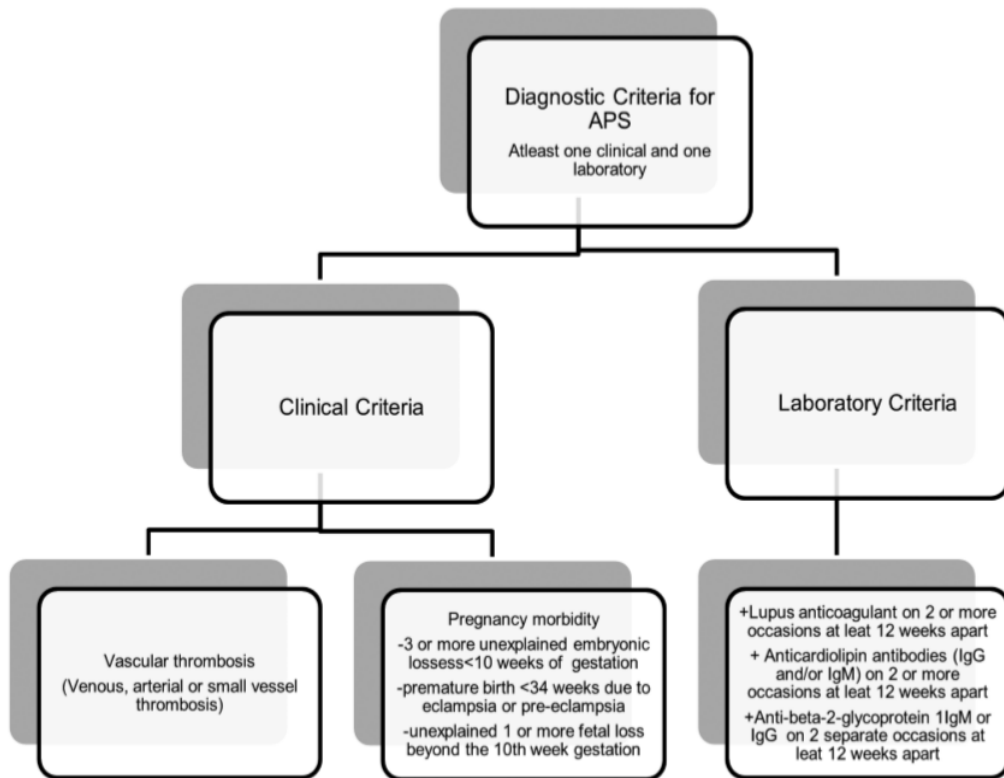 Diagnostic Criteria for
APS
Atleast one clinical and one
laboratory
Clinical Criteria
Laboratory Criteria
Vascular thrombosis
(Venous, arterial or small vessel
thrombosis)
Pregnancy morbidity
-3 or more unexplained embryonic
lossess<10 weeks of gestation
-premature birth <34 weeks due to
eclampsia or pre-eclampsia
-unexplained 1 or more fetal loss
beyond the 10th week gestation
+Lupus anticoagulant on 2 or more
occasions at leat 12 weeks apart
+ Anticardiolipin antibodies (IgG
and/or IgM) on 2 or more
occasions at least 12 weeks apart
+Anti-beta-2-glycoprotein 1IgM or
IgG on 2 separate occasions at
leat 12 weeks apart